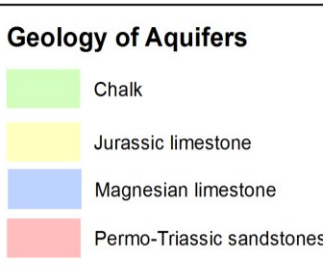 Geology of Aquifers
Chalk
Jurassic limestone
Magnesian limestone
Permo-Triassic sandstones